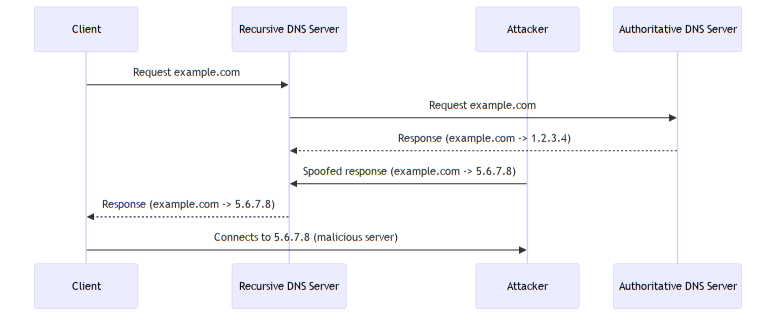 Client
Recursive DNS Server
Attacker
Authoritative DNS Server
Request example.com
Request example.com
Response (example.com -> 1.2.3.4)
Spoofed response (example.com -> 5.6.7.8)
Response (example.com -> 5.6.7.8)
Connects to 5.6.7.8 (malicious server)
Client
Recursive DNS Server
Attacker
Authoritative DNS Server